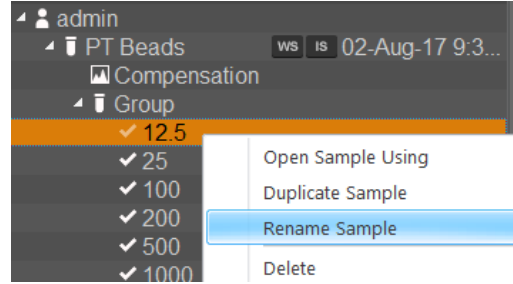 admin
PT Beads WS IS 02-Aug-17 9:3...
Compensation
Group
12.5
25
Open Sample Using
100
Duplicate Sample
200
Rename Sample
500
1000
Delete